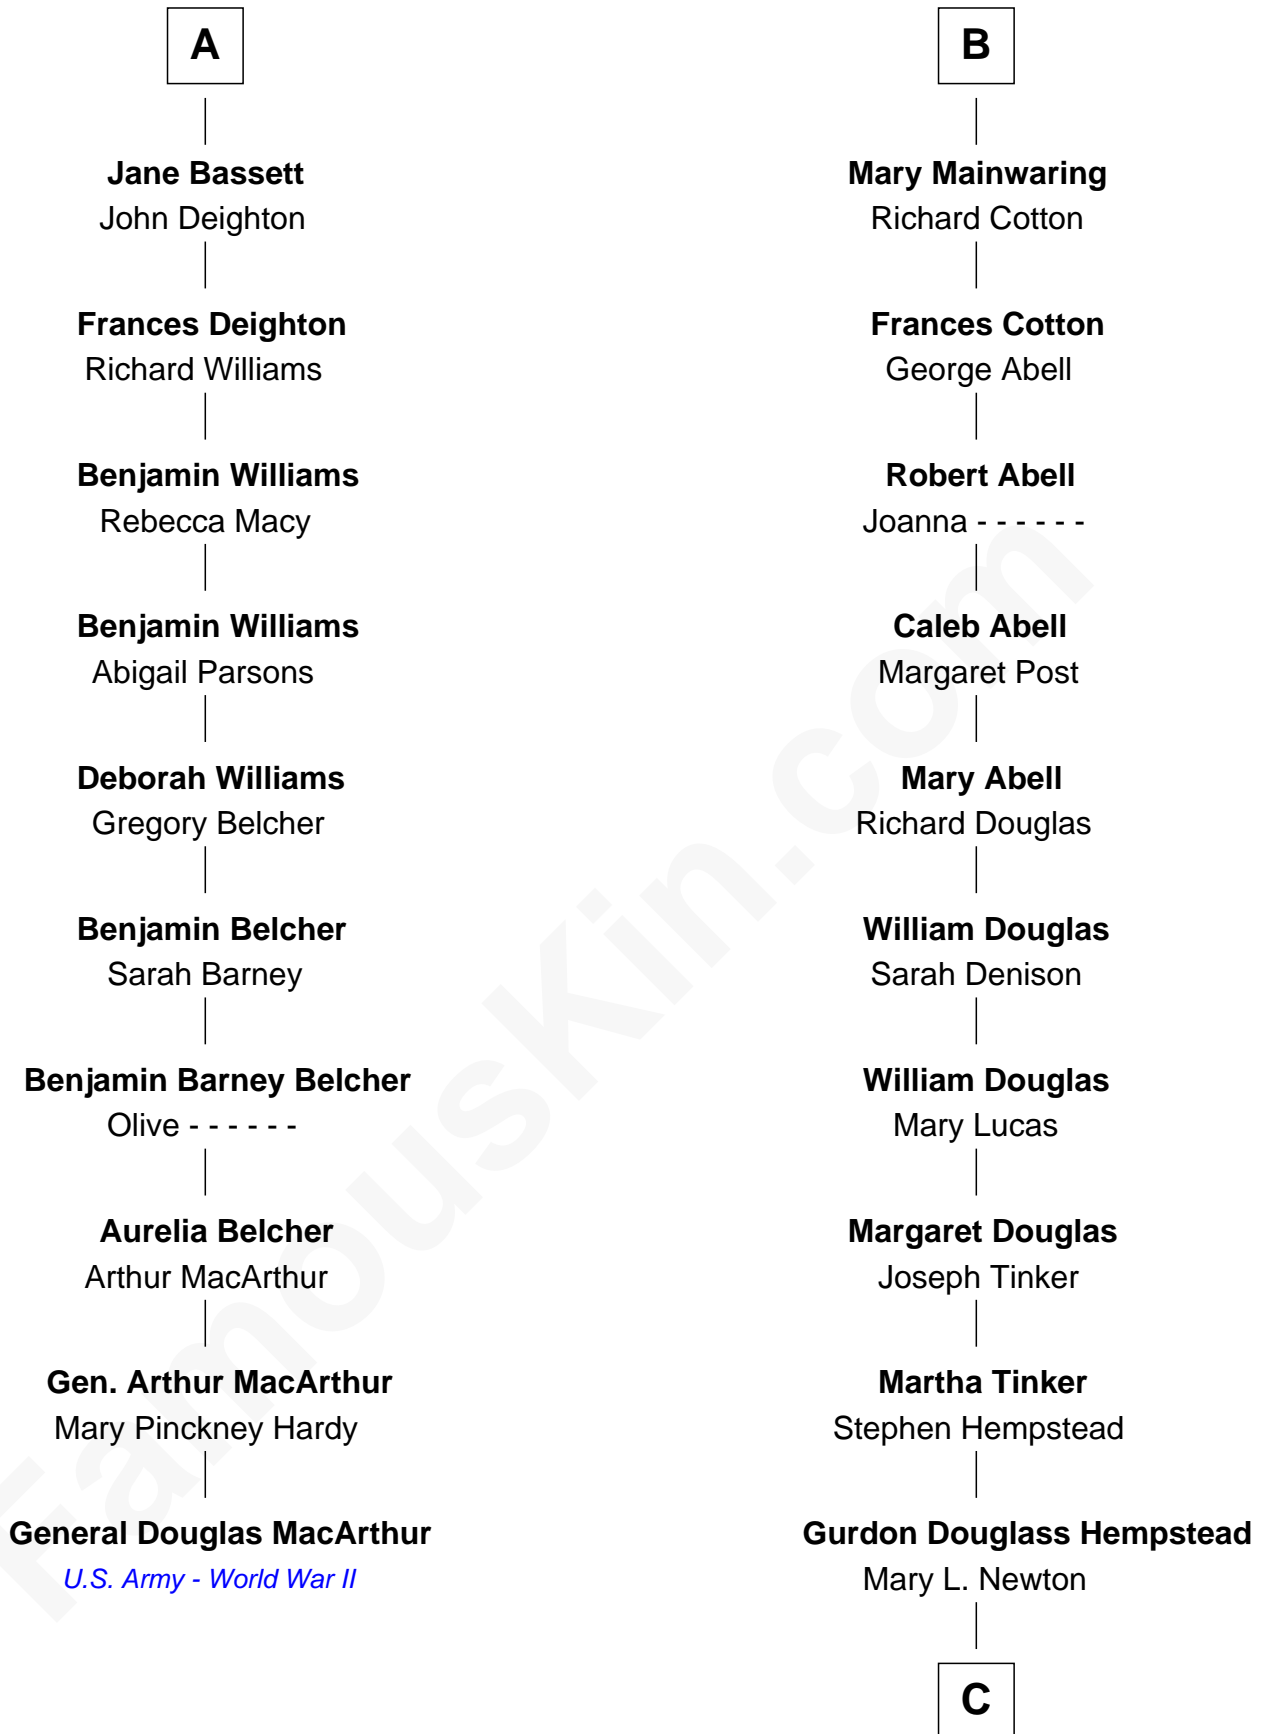 A
Jane Bassett
John Deighton
Frances Deighton
Richard Williams
Benjamin Williams
Rebecca Macy
Benjamin Williams
Abigail Parsons
Deborah Williams
Gregory Belcher
Benjamin Belcher
Sarah Barney
Benjamin Barney Belcher
Olive - - - - - -
Aurelia Belcher
Arthur MacArthur
Gen. Arthur MacArthur
Mary Pinckney Hardy
General Douglas MacArthur
U.S. Army - World War II
B
Mary Mainwaring
Richard Cotton
Frances Cotton
George Abell
Robert Abell
Joanna - - - - - -
Caleb Abell
Margaret Post
Mary Abell
Richard Douglas
William Douglas
Sarah Denison
William Douglas
Mary Lucas
Margaret Douglas
Joseph Tinker
Martha Tinker
Stephen Hempstead
Gurdon Douglass Hempstead
Mary L. Newton
C
FamousKin.com